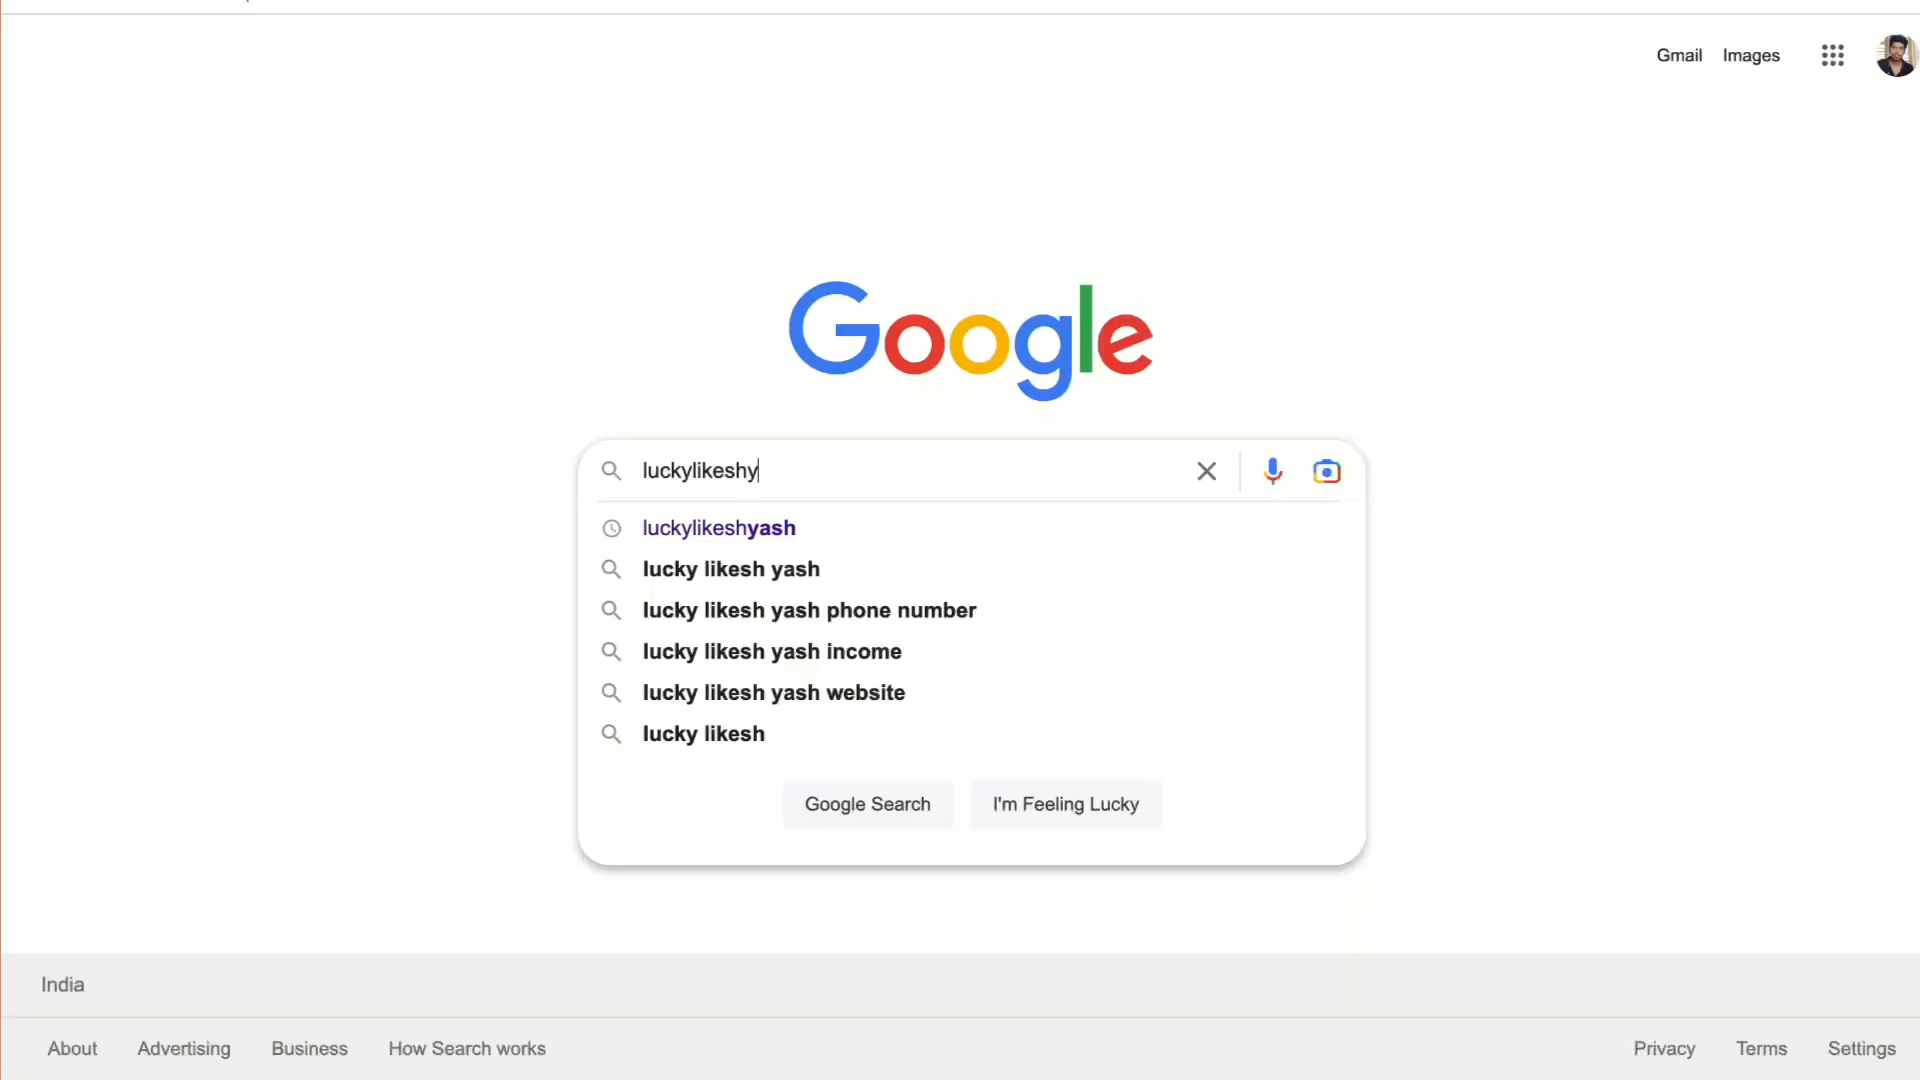 Gmail Images
Google
luckylikeshy
luckylikeshyash
lucky likesh yash
lucky likesh yash phone number
lucky likesh yash income
lucky likesh yash website
lucky likesh
Google Search I'm Feeling Lucky
India
About Advertising Business How Search works Privacy Terms Settings